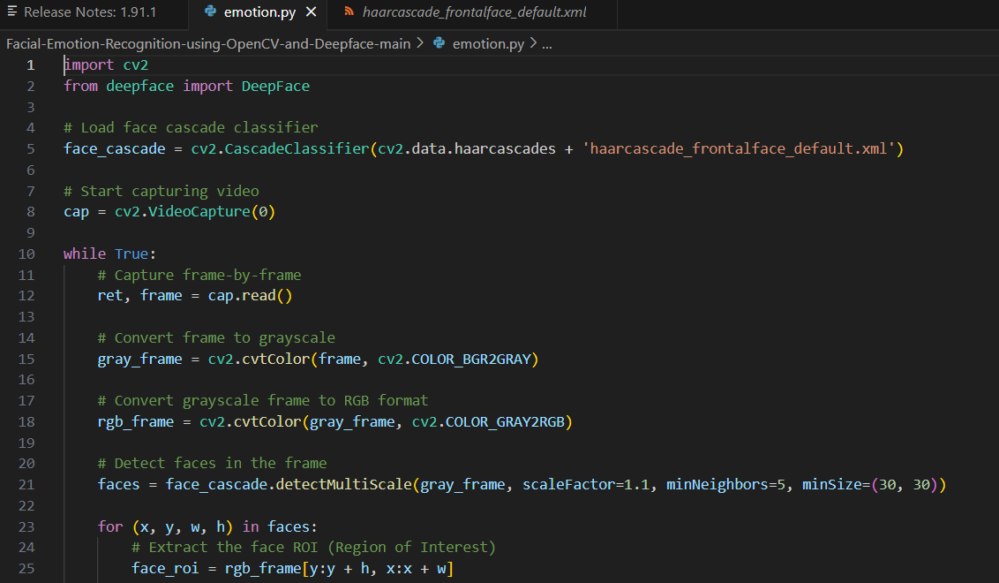 Release Notes: 1.91.1
emotion.py
haarcascade_frontalface_default.xml
Facial-Emotion-Recognition-using-OpenCV-and-Deepface-main > emotion.py > ...
1 import cv2
2 from deepface import DeepFace
3
4 # Load face cascade classifier
5 face_cascade = cv2.CascadeClassifier(cv2.data.haarcascades + 'haarcascade_frontalface_default.xml')
6
7 # Start capturing video
8 cap = cv2.VideoCapture(0)
9
10 while True:
11     # Capture frame-by-frame
12     ret, frame = cap.read()
13
14     # Convert frame to grayscale
15     gray_frame = cv2.cvtColor(frame, cv2.COLOR_BGR2GRAY)
16
17     # Convert grayscale frame to RGB format
18     rgb_frame = cv2.cvtColor(gray_frame, cv2.COLOR_GRAY2RGB)
19
20     # Detect faces in the frame
21     faces = face_cascade.detectMultiScale(gray_frame, scaleFactor=1.1, minNeighbors=5, minSize=(30, 30))
22
23     for (x, y, w, h) in faces:
24         # Extract the face ROI (Region of Interest)
25         face_roi = rgb_frame[y:y + h, x:x + w]